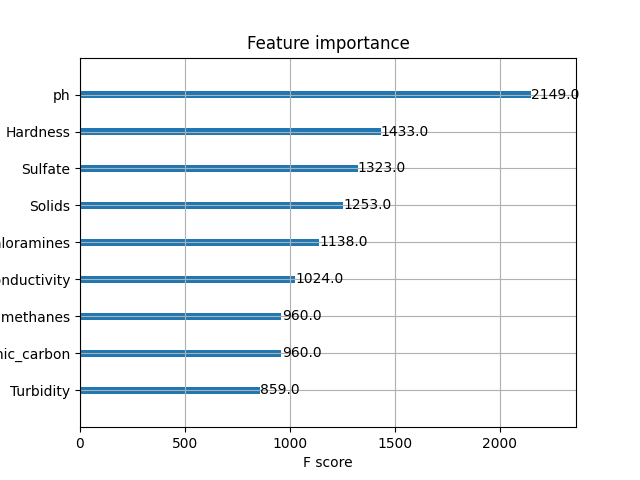 Feature importance
ph 2149.0
Hardness 1433.0
Sulfate 1323.0
Solids 1253.0
loramines 1138.0
nductivity 1024.0
methanes 960.0
nic_carbon 960.0
Turbidity 859.0
0 500 1000 1500 2000
F score